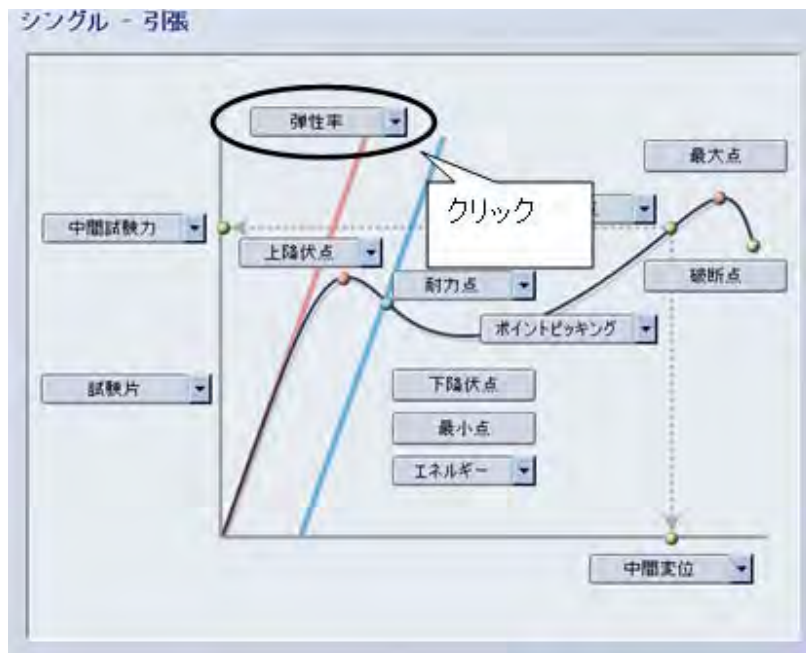 シングル - 引張
弾性率
最大点
クリック
中間試験力
上降伏点
耐力点
破断点
ポイントピッキング
試験片
下降伏点
最小点
エネルギー
中間変位